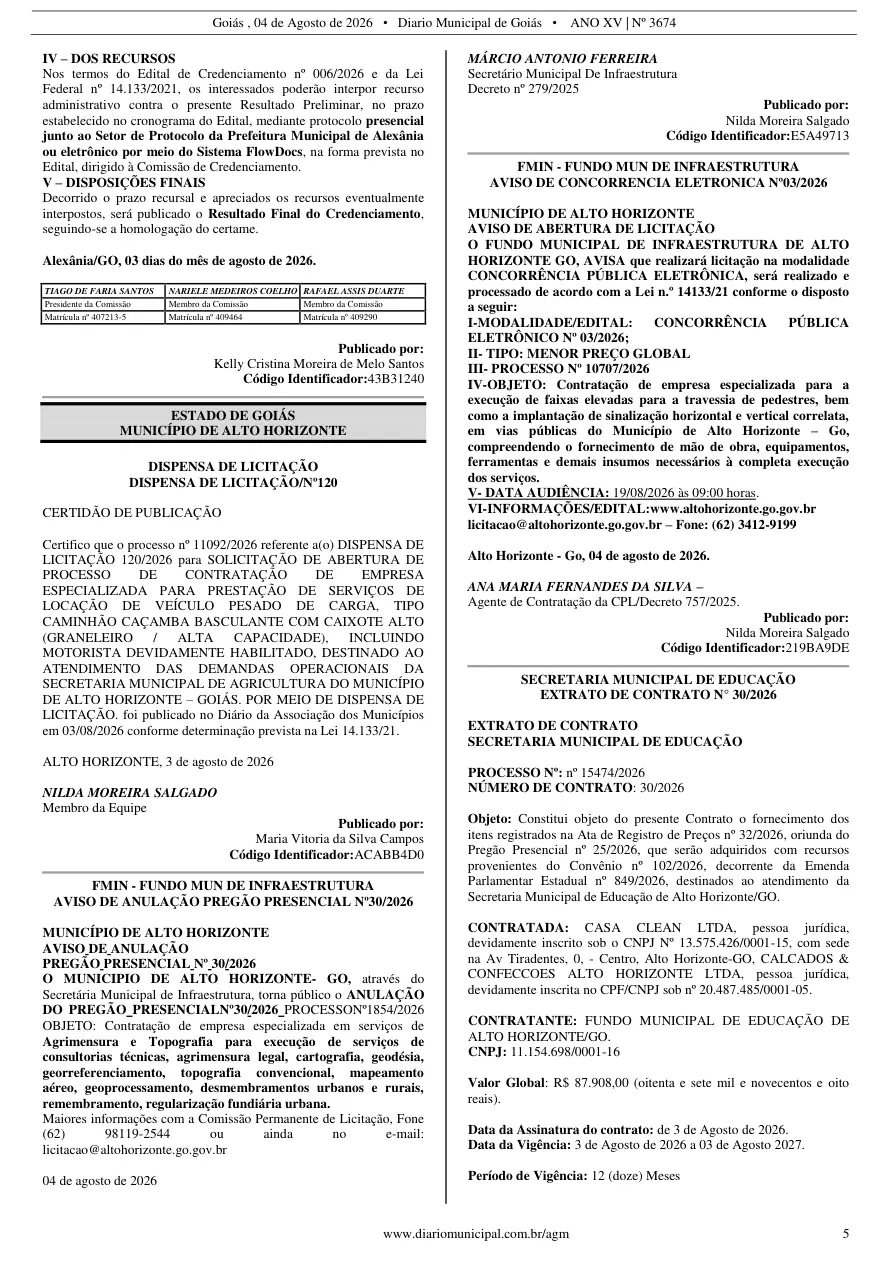 Goiás , 04 de Agosto de 2026 • Diario Municipal de Goiás • ANO XV | Nº 3674
IV – DOS RECURSOS
Nos termos do Edital de Credenciamento nº 006/2026 e da Lei
Federal nº 14.133/2021, os interessados poderão interpor recurso
administrativo contra o presente Resultado Preliminar, no prazo
estabelecido no cronograma do Edital, mediante protocolo presencial
junto ao Setor de Protocolo da Prefeitura Municipal de Alexânia
ou eletrônico por meio do Sistema FlowDocs, na forma prevista no
Edital, dirigido à Comissão de Credenciamento.
V – DISPOSIÇÕES FINAIS
Decorrido o prazo recursal e apreciados os recursos eventualmente
interpostos, será publicado o Resultado Final do Credenciamento,
seguindo-se a homologação do certame.
Alexânia/GO, 03 dias do mês de agosto de 2026.
TIAGO DE FARIA SANTOS NARIELE MEDEIROS COELHO RAFAEL ASSIS DUARTE
Presidente da Comissão Membro da Comissão Membro da Comissão
Matrícula nº 407213-5 Matrícula nº 409464 Matrícula nº 409290
Publicado por:
Kelly Cristina Moreira de Melo Santos
Código Identificador:43B31240
ESTADO DE GOIÁS
MUNICÍPIO DE ALTO HORIZONTE
DISPENSA DE LICITAÇÃO
DISPENSA DE LICITAÇÃO/Nº120
CERTIDÃO DE PUBLICAÇÃO
Certifico que o processo nº 11092/2026 referente a(o) DISPENSA DE
LICITAÇÃO 120/2026 para SOLICITAÇÃO DE ABERTURA DE
PROCESSO DE CONTRATAÇÃO DE EMPRESA
ESPECIALIZADA PARA PRESTAÇÃO DE SERVIÇOS DE
LOCAÇÃO DE VEÍCULO PESADO DE CARGA, TIPO
CAMINHÃO CAÇAMBA BASCULANTE COM CAIXOTE ALTO
(GRANELEIRO / ALTA CAPACIDADE), INCLUINDO
MOTORISTA DEVIDAMENTE HABILITADO, DESTINADO AO
ATENDIMENTO DAS DEMANDAS OPERACIONAIS DA
SECRETARIA MUNICIPAL DE AGRICULTURA DO MUNICÍPIO
DE ALTO HORIZONTE – GOIÁS. POR MEIO DE DISPENSA DE
LICITAÇÃO. foi publicado no Diário da Associação dos Municípios
em 03/08/2026 conforme determinação prevista na Lei 14.133/21.
ALTO HORIZONTE, 3 de agosto de 2026
NILDA MOREIRA SALGADO
Membro da Equipe
Publicado por:
Maria Vitoria da Silva Campos
Código Identificador:ACABB4D0
FMIN - FUNDO MUN DE INFRAESTRUTURA
AVISO DE ANULAÇÃO PREGÃO PRESENCIAL Nº30/2026
MUNICÍPIO DE ALTO HORIZONTE
AVISO DE ANULAÇÃO
PREGÃO PRESENCIAL Nº 30/2026
O MUNICIPIO DE ALTO HORIZONTE- GO, através do
Secretária Municipal de Infraestrutura, torna público o ANULAÇÃO
DO PREGÃO_PRESENCIALNº30/2026_PROCESSONº1854/2026
OBJETO: Contratação de empresa especializada em serviços de
Agrimensura e Topografia para execução de serviços de
consultorias técnicas, agrimensura legal, cartografia, geodésia,
georreferenciamento, topografia convencional, mapeamento
aéreo, geoprocessamento, desmembramentos urbanos e rurais,
remembramento, regularização fundiária urbana.
Maiores informações com a Comissão Permanente de Licitação, Fone
(62) 98119-2544 ou ainda no e-mail:
licitacao@altohorizonte.go.gov.br
04 de agosto de 2026
MÁRCIO ANTONIO FERREIRA
Secretário Municipal De Infraestrutura
Decreto nº 279/2025
Publicado por:
Nilda Moreira Salgado
Código Identificador:E5A49713
FMIN - FUNDO MUN DE INFRAESTRUTURA
AVISO DE CONCORRENCIA ELETRONICA Nº03/2026
MUNICÍPIO DE ALTO HORIZONTE
AVISO DE ABERTURA DE LICITAÇÃO
O FUNDO MUNICIPAL DE INFRAESTRUTURA DE ALTO
HORIZONTE GO, AVISA que realizará licitação na modalidade
CONCORRÊNCIA PÚBLICA ELETRÔNICA, será realizado e
processado de acordo com a Lei n.º 14133/21 conforme o disposto
a seguir:
I-MODALIDADE/EDITAL: CONCORRÊNCIA PÚBLICA
ELETRÔNICO Nº 03/2026;
II- TIPO: MENOR PREÇO GLOBAL
III- PROCESSO Nº 10707/2026
IV-OBJETO: Contratação de empresa especializada para a
execução de faixas elevadas para a travessia de pedestres, bem
como a implantação de sinalização horizontal e vertical correlata,
em vias públicas do Município de Alto Horizonte – Go,
compreendendo o fornecimento de mão de obra, equipamentos,
ferramentas e demais insumos necessários à completa execução
dos serviços.
V- DATA AUDIÊNCIA: 19/08/2026 às 09:00 horas.
VI-INFORMAÇÕES/EDITAL:www.altohorizonte.go.gov.br
licitacao@altohorizonte.go.gov.br – Fone: (62) 3412-9199
Alto Horizonte - Go, 04 de agosto de 2026.
ANA MARIA FERNANDES DA SILVA –
Agente de Contratação da CPL/Decreto 757/2025.
Publicado por:
Nilda Moreira Salgado
Código Identificador:219BA9DE
SECRETARIA MUNICIPAL DE EDUCAÇÃO
EXTRATO DE CONTRATO N° 30/2026
EXTRATO DE CONTRATO
SECRETARIA MUNICIPAL DE EDUCAÇÃO
PROCESSO Nº: nº 15474/2026
NÚMERO DE CONTRATO: 30/2026
Objeto: Constitui objeto do presente Contrato o fornecimento dos
itens registrados na Ata de Registro de Preços nº 32/2026, oriunda do
Pregão Presencial nº 25/2026, que serão adquiridos com recursos
provenientes do Convênio nº 102/2026, decorrente da Emenda
Parlamentar Estadual nº 849/2026, destinados ao atendimento da
Secretaria Municipal de Educação de Alto Horizonte/GO.
CONTRATADA: CASA CLEAN LTDA, pessoa jurídica,
devidamente inscrito sob o CNPJ Nº 13.575.426/0001-15, com sede
na Av Tiradentes, 0, - Centro, Alto Horizonte-GO, CALCADOS &
CONFECCOES ALTO HORIZONTE LTDA, pessoa jurídica,
devidamente inscrita no CPF/CNPJ sob nº 20.487.485/0001-05.
CONTRATANTE: FUNDO MUNICIPAL DE EDUCAÇÃO DE
ALTO HORIZONTE/GO.
CNPJ: 11.154.698/0001-16
Valor Global: R$ 87.908,00 (oitenta e sete mil e novecentos e oito
reais).
Data da Assinatura do contrato: de 3 de Agosto de 2026.
Data da Vigência: 3 de Agosto de 2026 a 03 de Agosto 2027.
Período de Vigência: 12 (doze) Meses
www.diariomunicipal.com.br/agm 5